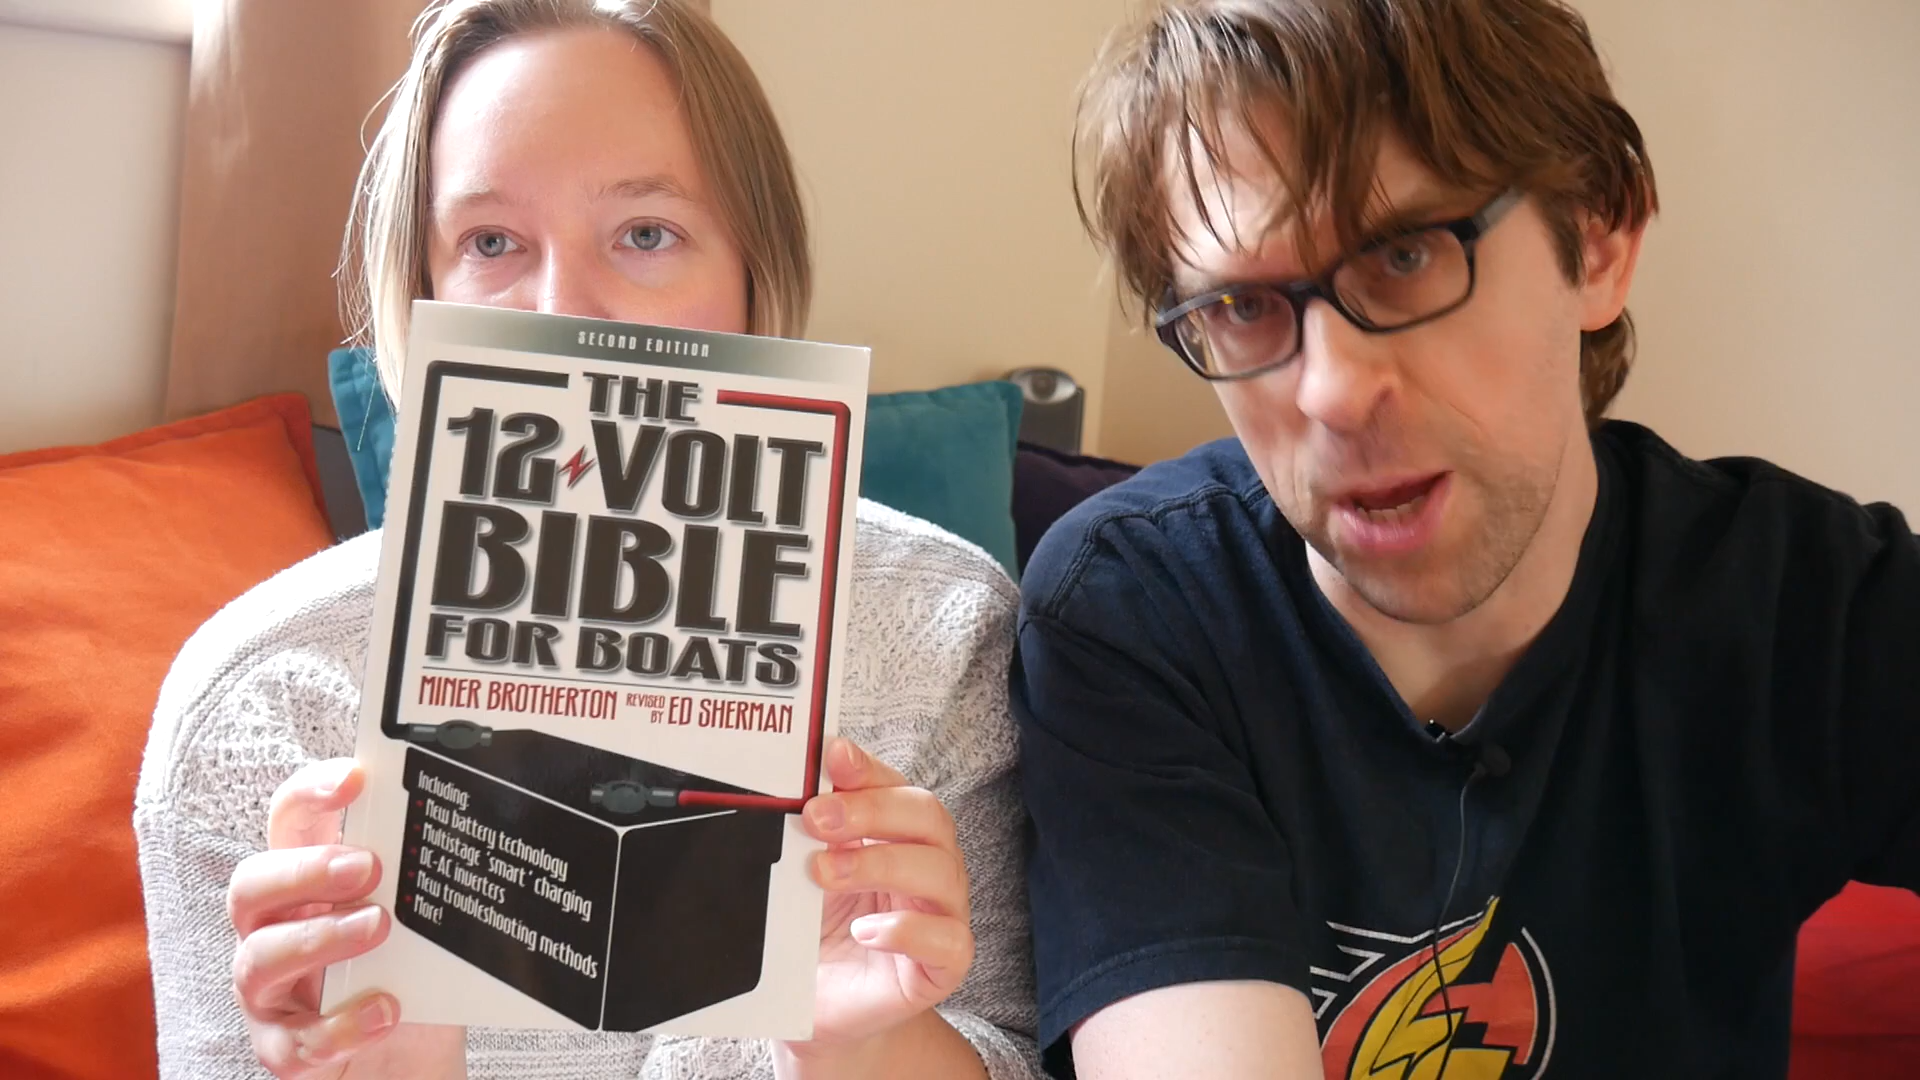 SECOND EDITION
THE
12 VOLT
BIBLE
FOR BOATS
MINER BROTHERTON REVISED BY ED SHERMAN
Including:
• New battery technology
• Multistage 'smart' charging
• DC-AC inverters
• New troubleshooting methods
• More!